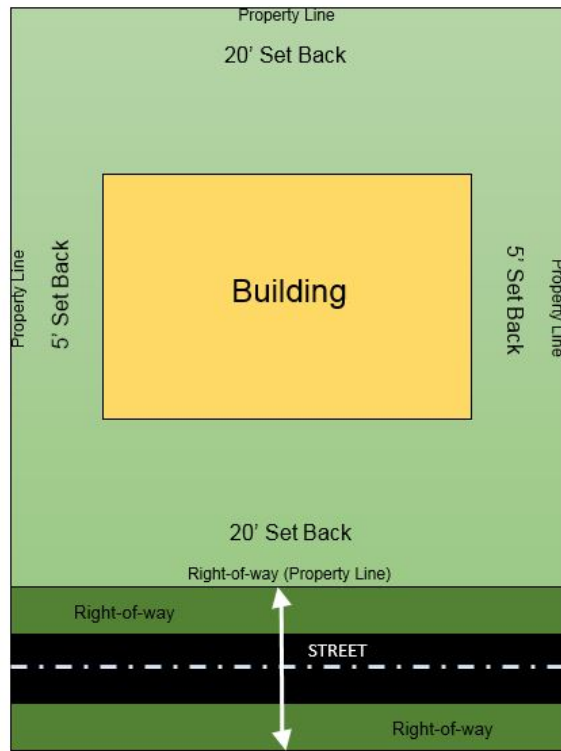 Property Line
20' Set Back
Property Line
5' Set Back
Building
5' Set Back
Property Line
20' Set Back
Right-of-way (Property Line)
Right-of-way
STREET
Right-of-way